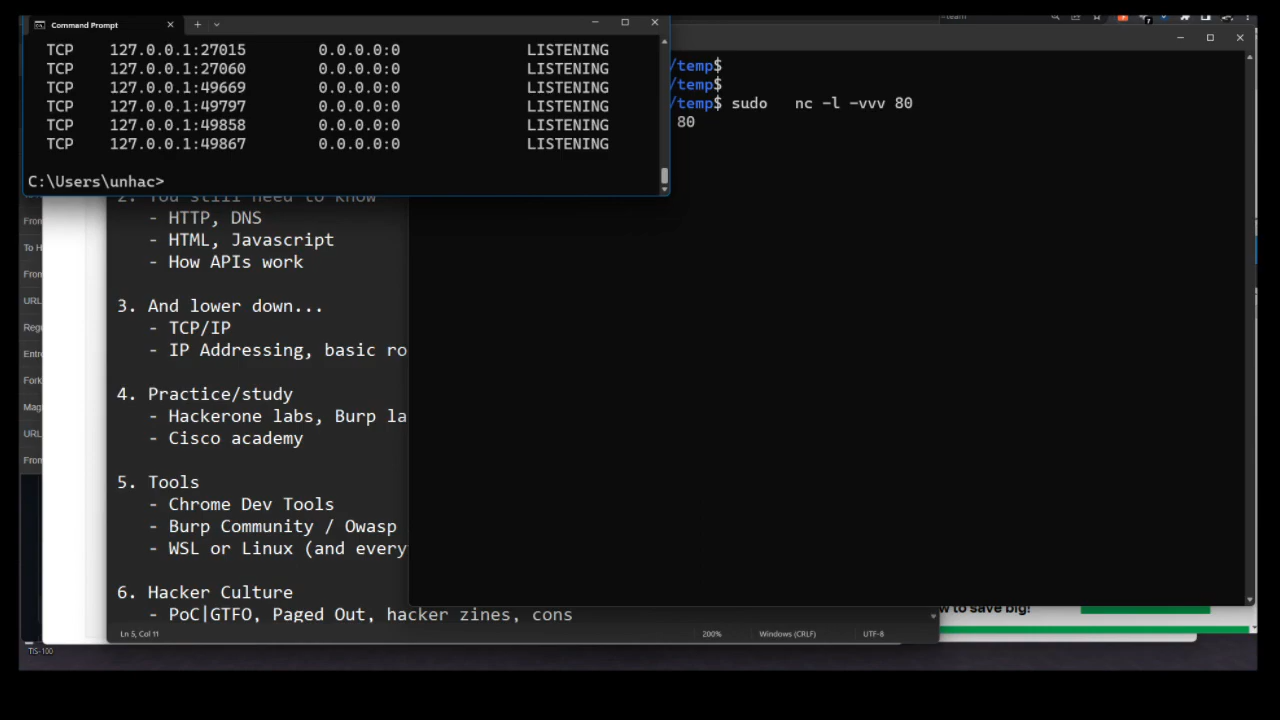 Command Prompt
TCP 127.0.0.1:27015 0.0.0.0:0 LISTENING
TCP 127.0.0.1:27060 0.0.0.0:0 LISTENING
TCP 127.0.0.1:49669 0.0.0.0:0 LISTENING
TCP 127.0.0.1:49797 0.0.0.0:0 LISTENING
TCP 127.0.0.1:49858 0.0.0.0:0 LISTENING
TCP 127.0.0.1:49867 0.0.0.0:0 LISTENING
C:\Users\unhac>
/temp$
/temp$
/temp$ sudo   nc -l -vvv 80
80
2. You still need to know
- HTTP, DNS
- HTML, Javascript
- How APIs work
3. And lower down...
- TCP/IP
- IP Addressing, basic ro
4. Practice/study
- Hackerone labs, Burp la
- Cisco academy
5. Tools
- Chrome Dev Tools
- Burp Community / Owasp
- WSL or Linux (and every
6. Hacker Culture
- PoC|GTFO, Paged Out, hacker zines, cons
Ln 5, Col 11 200% Windows (CRLF) UTF-8
Fron
To H
Fron
URL
Regu
Entro
Fork
Mag
URL
Fron
w to save big!
TIS-100